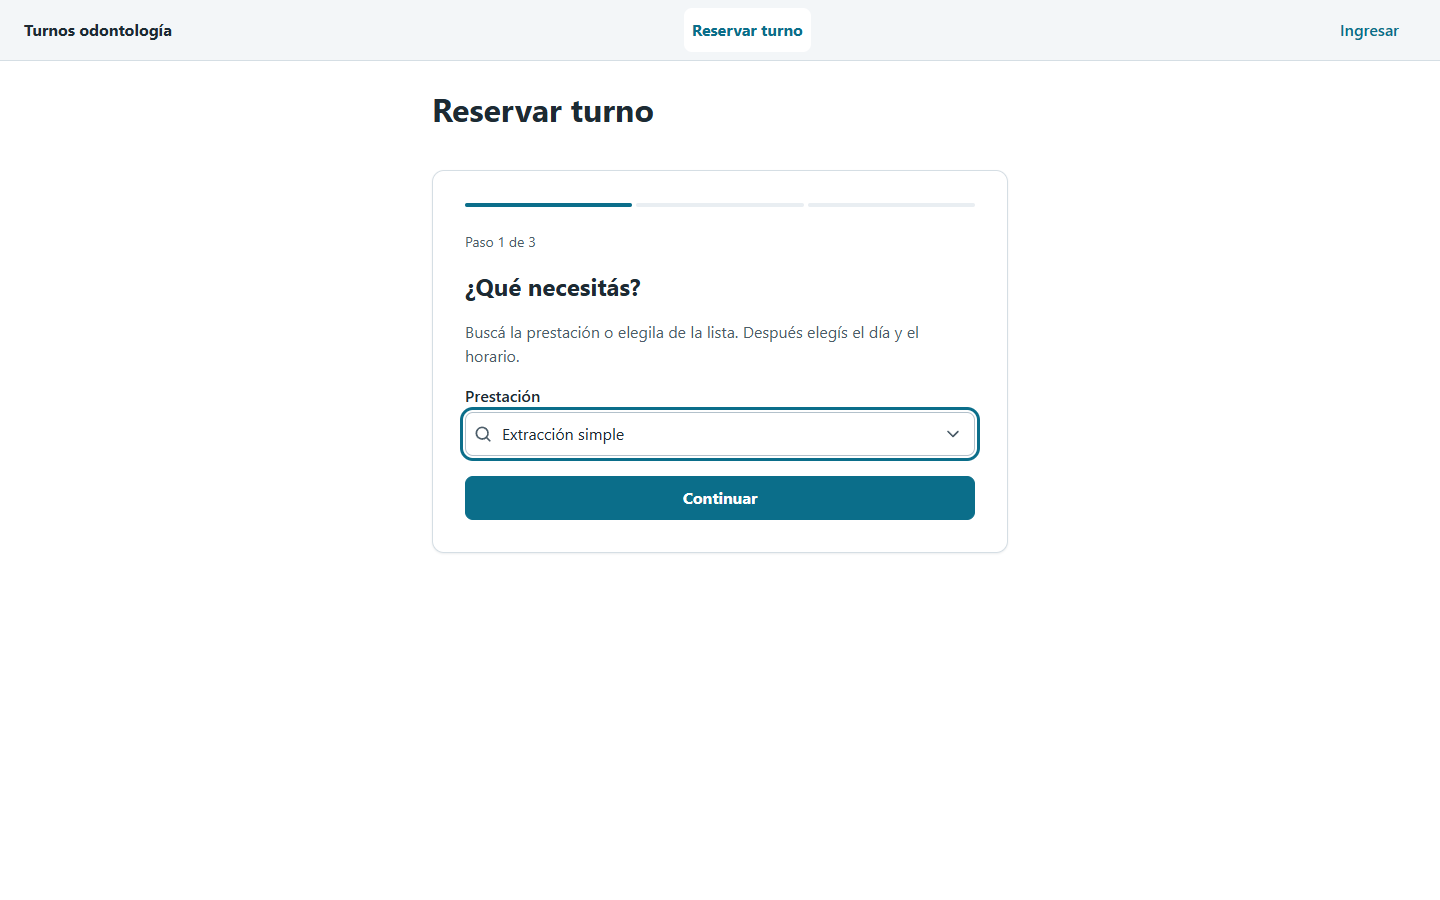 Turnos odontología
Reservar turno
Ingresar
Reservar turno
Paso 1 de 3
¿Qué necesitás?
Buscá la prestación o elegila de la lista. Después elegís el día y el
horario.
Prestación
Extracción simple
Continuar